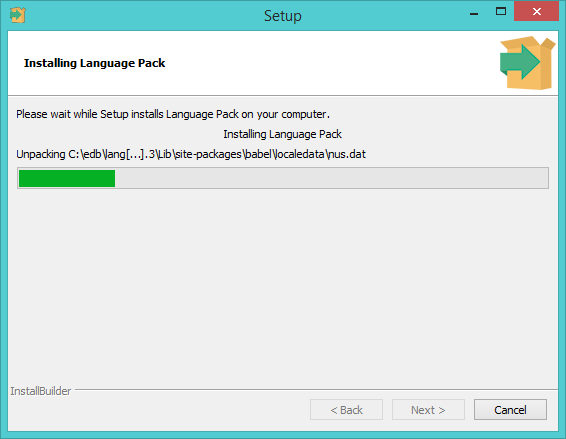 Setup
Installing Language Pack
Please wait while Setup installs Language Pack on your computer.
Installing Language Pack
Unpacking C:\edb\lang[...].3\Lib\site-packages\babel\localedata\nus.dat
InstallBuilder
< Back
Next >
Cancel